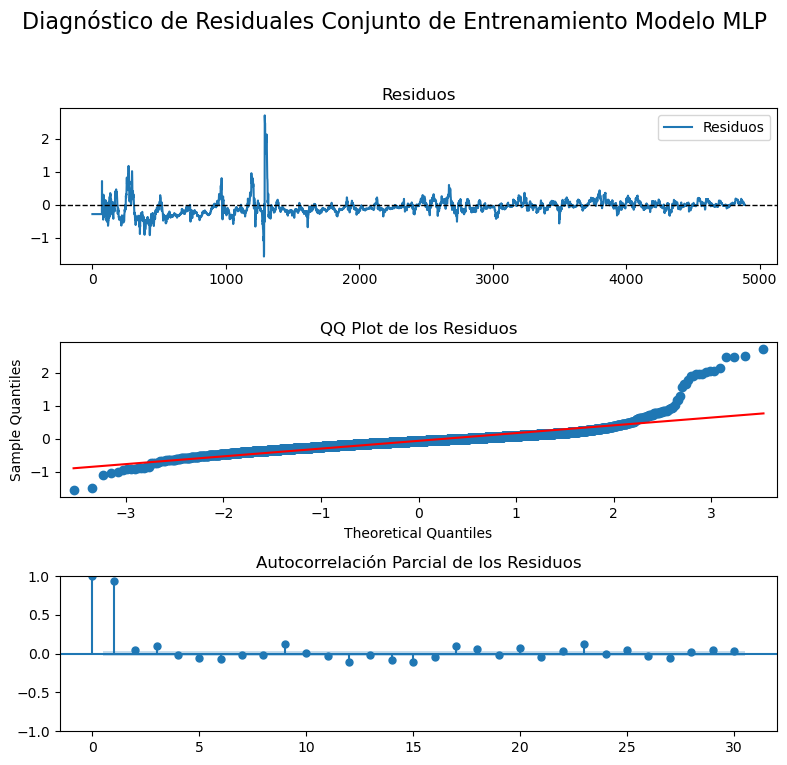 Diagnóstico de Residuales Conjunto de Entrenamiento Modelo MLP
Residuos
Residuos
2
1
0
−1
0 1000 2000 3000 4000 5000
QQ Plot de los Residuos
Sample Quantiles
2
1
0
−1
−3 −2 −1 0 1 2 3
Theoretical Quantiles
Autocorrelación Parcial de los Residuos
1.0
0.5
0.0
−0.5
−1.0
0 5 10 15 20 25 30